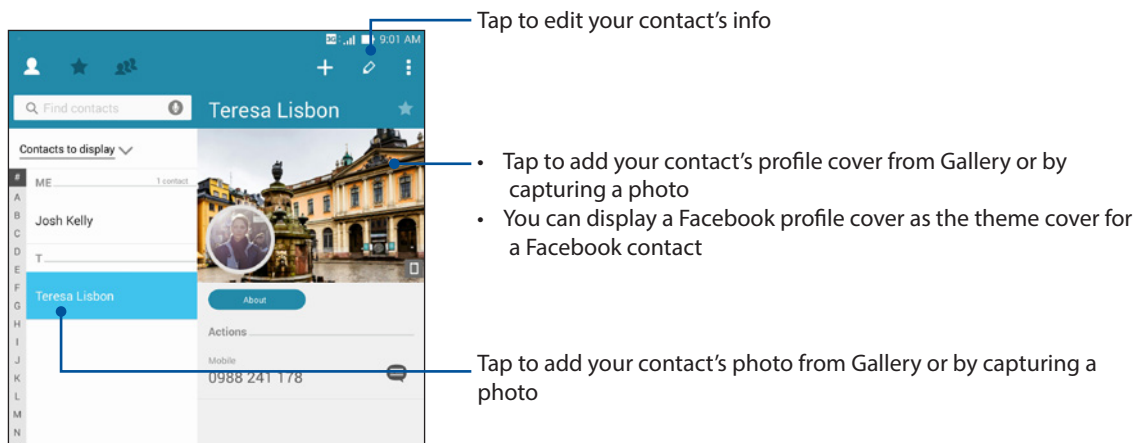 Tap to edit your contact's info
9:01 AM
Find contacts
Teresa Lisbon
Contacts to display
• Tap to add your contact's profile cover from Gallery or by
capturing a photo
• You can display a Facebook profile cover as the theme cover for
a Facebook contact
#
ME
1 contact
A
B
Josh Kelly
C
D
T
E
F
Teresa Lisbon
G
About
H
Actions
I
J
Mobile
Tap to add your contact's photo from Gallery or by capturing a
photo
K
0988 241 178
L
M
N